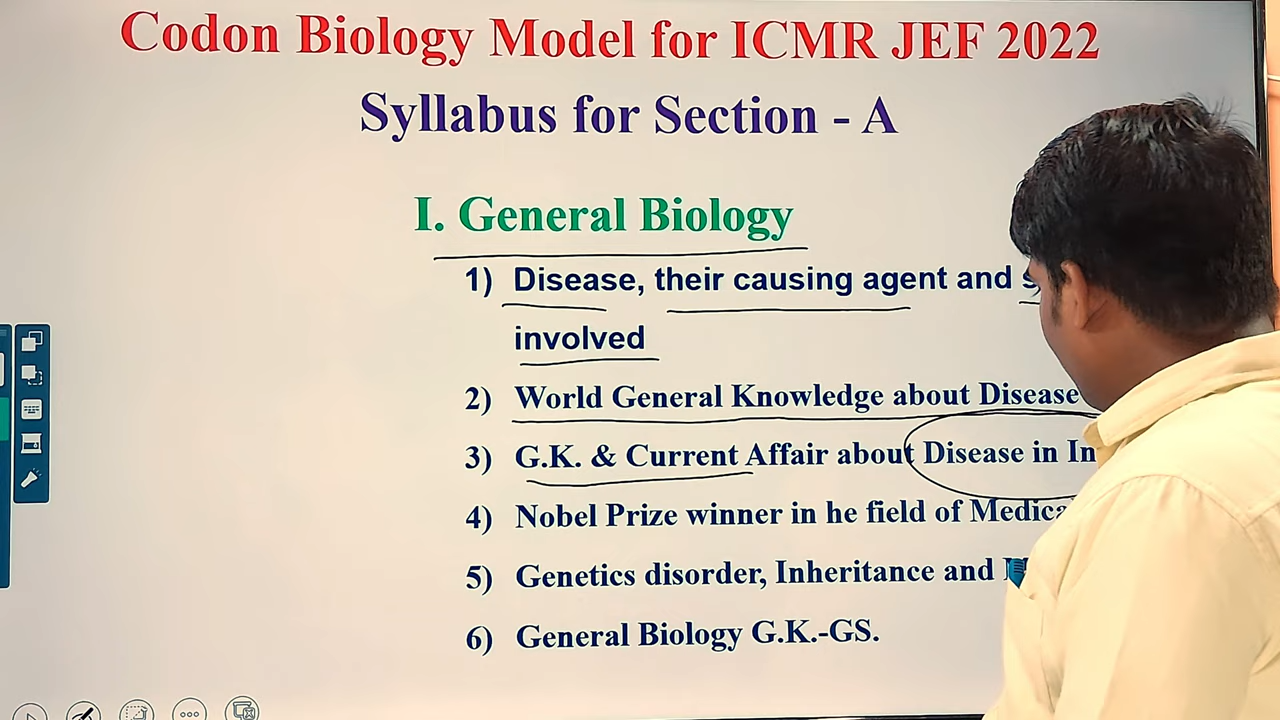 Codon Biology Model for ICMR JEF 2022
Syllabus for Section - A
I. General Biology
1) Disease, their causing agent and
involved
2) World General Knowledge about Disease
3) G.K. & Current Affair about Disease in
4) Nobel Prize winner in he field of
5) Genetics disorder, Inheritance and
6) General Biology G.K.-GS.